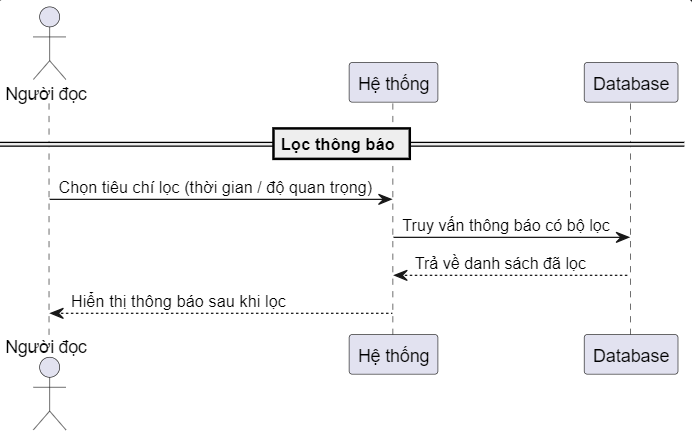 Người đọc
Hệ thống
Database
Lọc thông báo
Chọn tiêu chí lọc (thời gian / độ quan trọng)
Truy vấn thông báo có bộ lọc
Trả về danh sách đã lọc
Hiển thị thông báo sau khi lọc
Người đọc
Hệ thống
Database